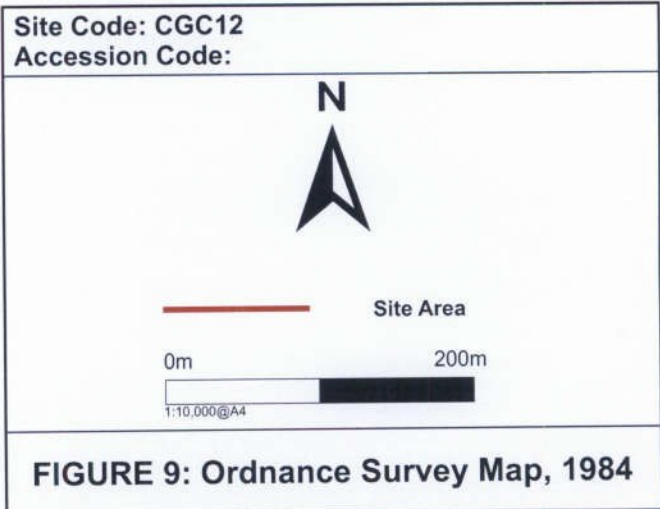 Site Code: CGC12
Accession Code:
N
Site Area
0m 200m
1:10,000@A4
FIGURE 9: Ordnance Survey Map, 1984